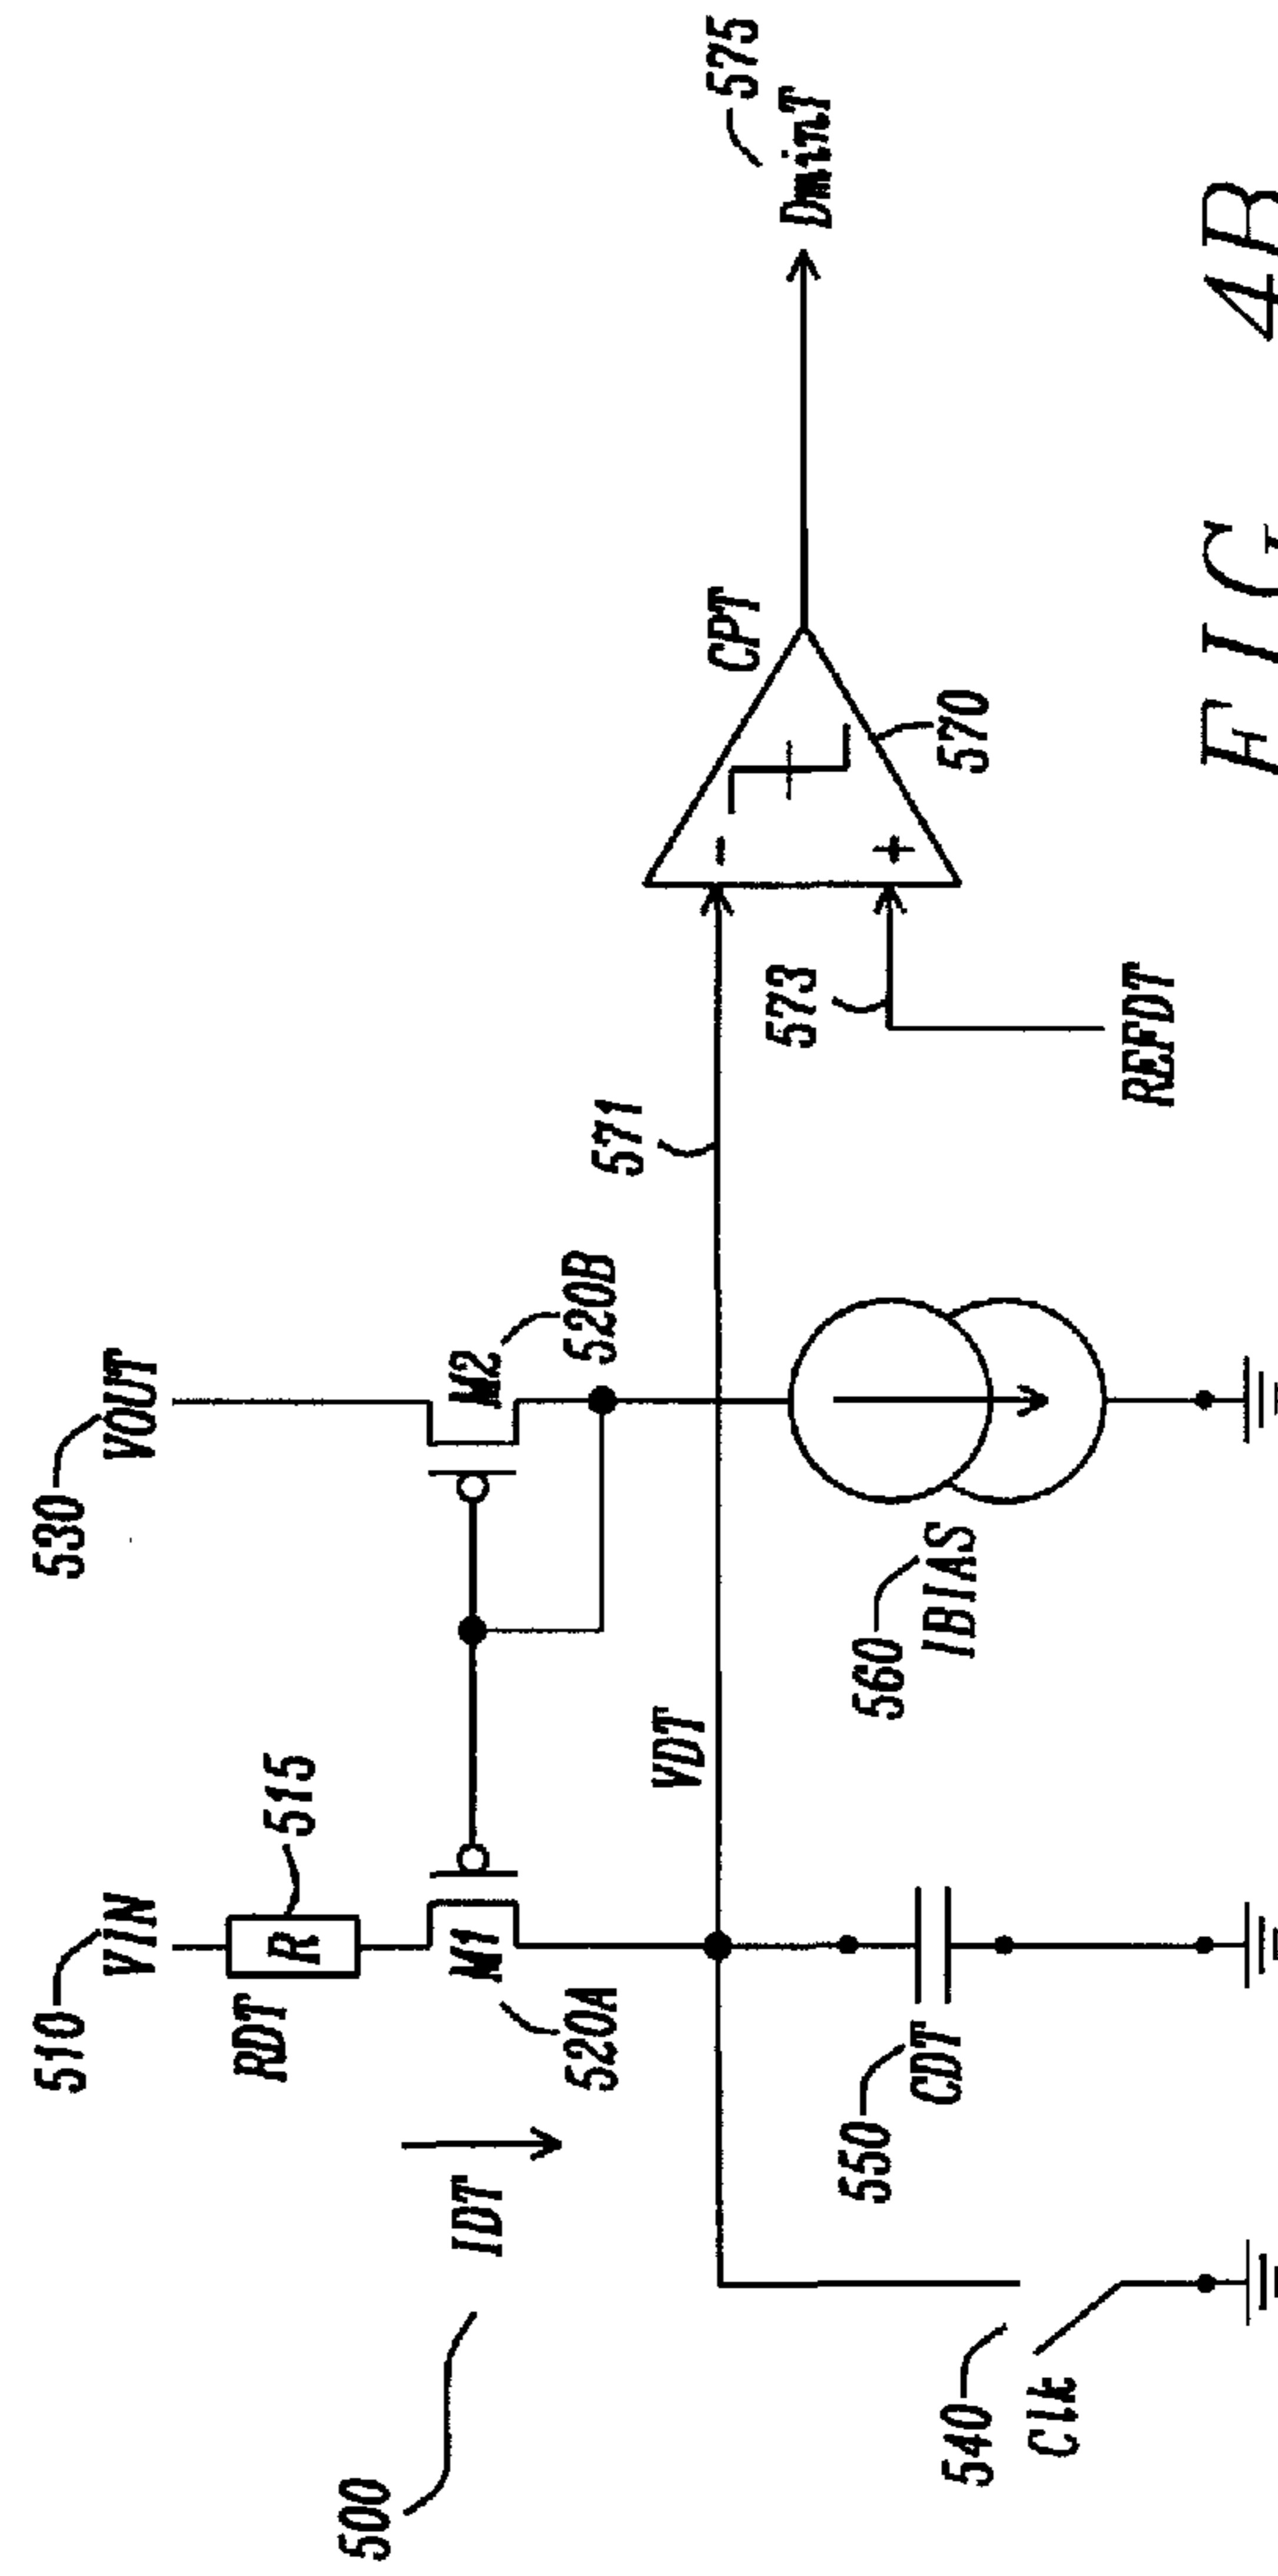 510
VIN
530
VOUT
RDT
R
515
500
IDT
M1
520A
M2
520B
VDT
571
CPT
575
DminT
-
+
573
570
REFDT
540
Clk
550
CDT
560
IBIAS
FIG 4B